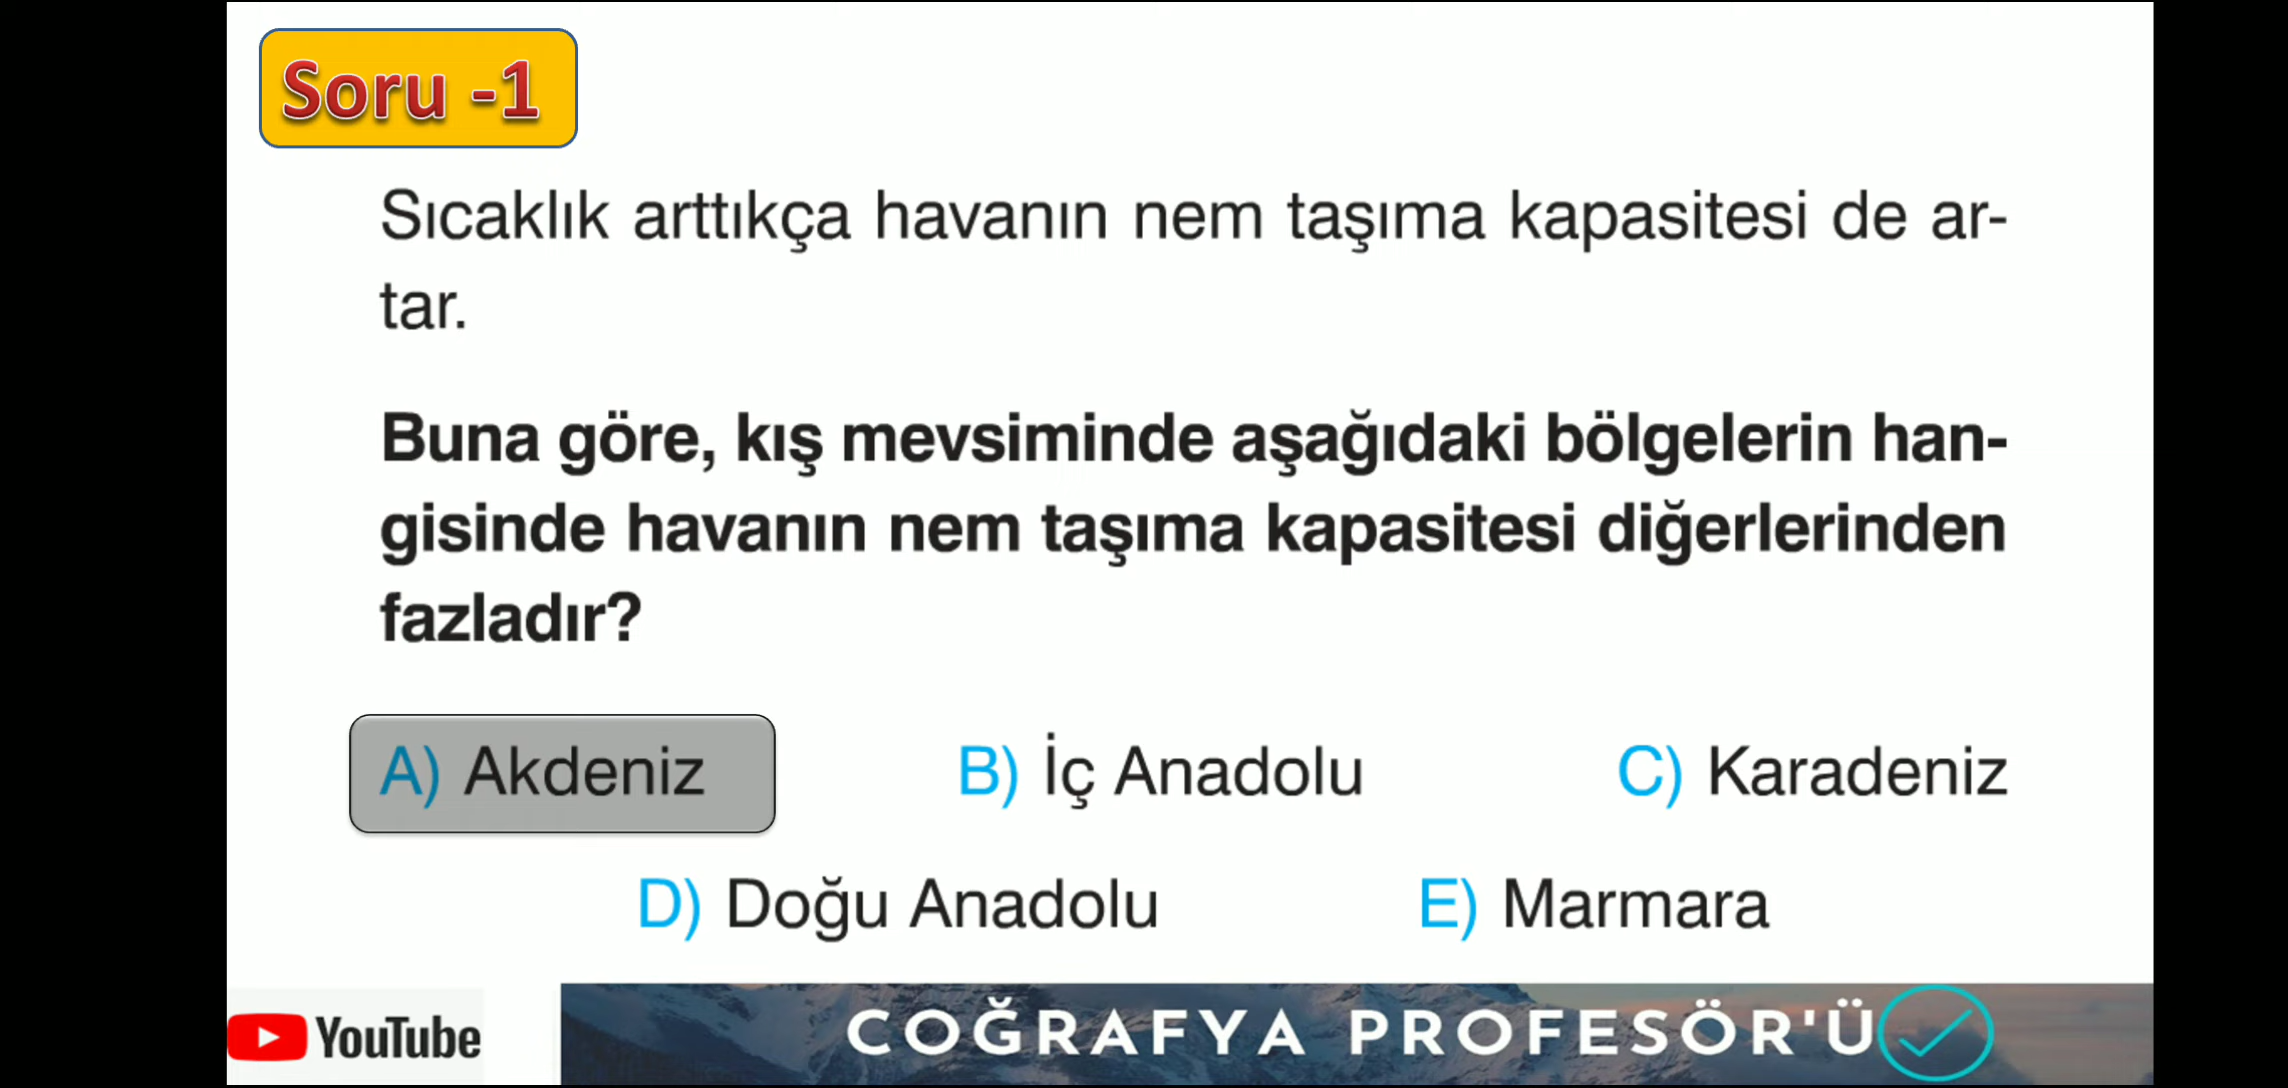 Soru -1
Sıcaklık arttıkça havanın nem taşıma kapasitesi de ar-
tar.
Buna göre, kış mevsiminde aşağıdaki bölgelerin han-
gisinde havanın nem taşıma kapasitesi diğerlerinden
fazladır?
A) Akdeniz B) İç Anadolu C) Karadeniz
D) Doğu Anadolu E) Marmara
YouTube COĞRAFYA PROFESÖR'Ü